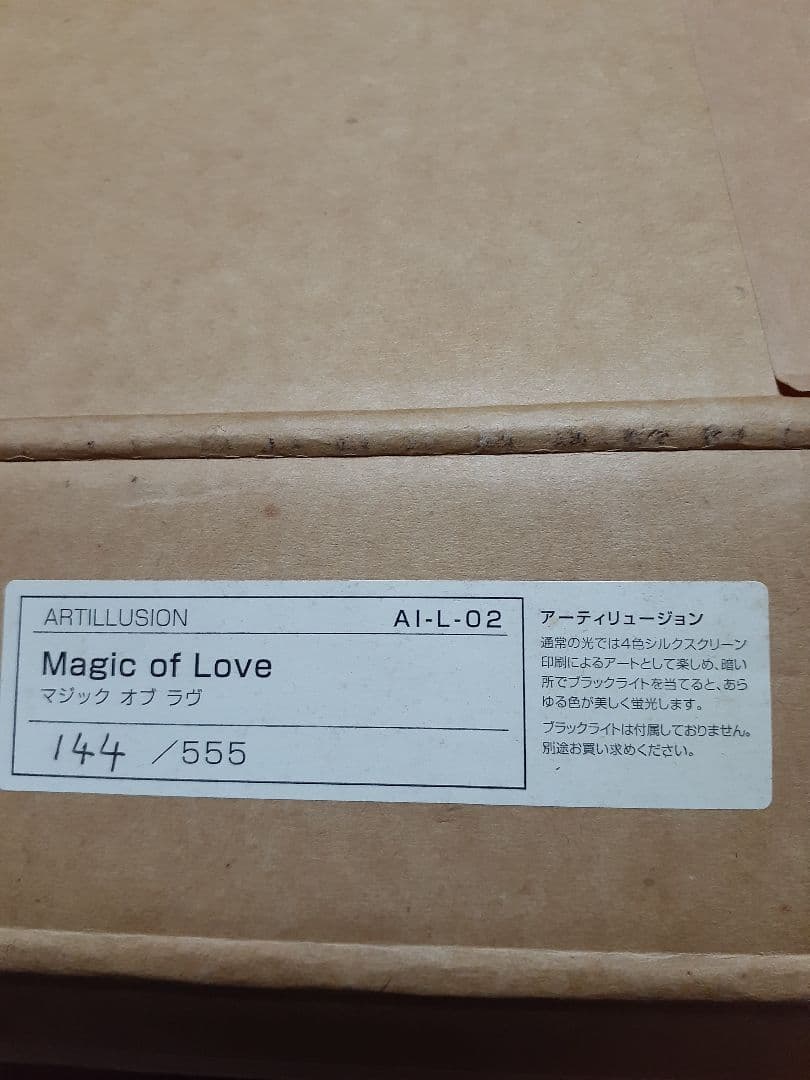 ARTILLUSION AI-L-02
Magic of Love
マジック オブ ラヴ
144 /555
アーティリュージョン
通常の光では4色シルクスクリーン
印刷によるアートとして楽しめ、暗い
所でブラックライトを当てると、あら
ゆる色が美しく蛍光します。
ブラックライトは付属しておりません。
別途お買い求めください。